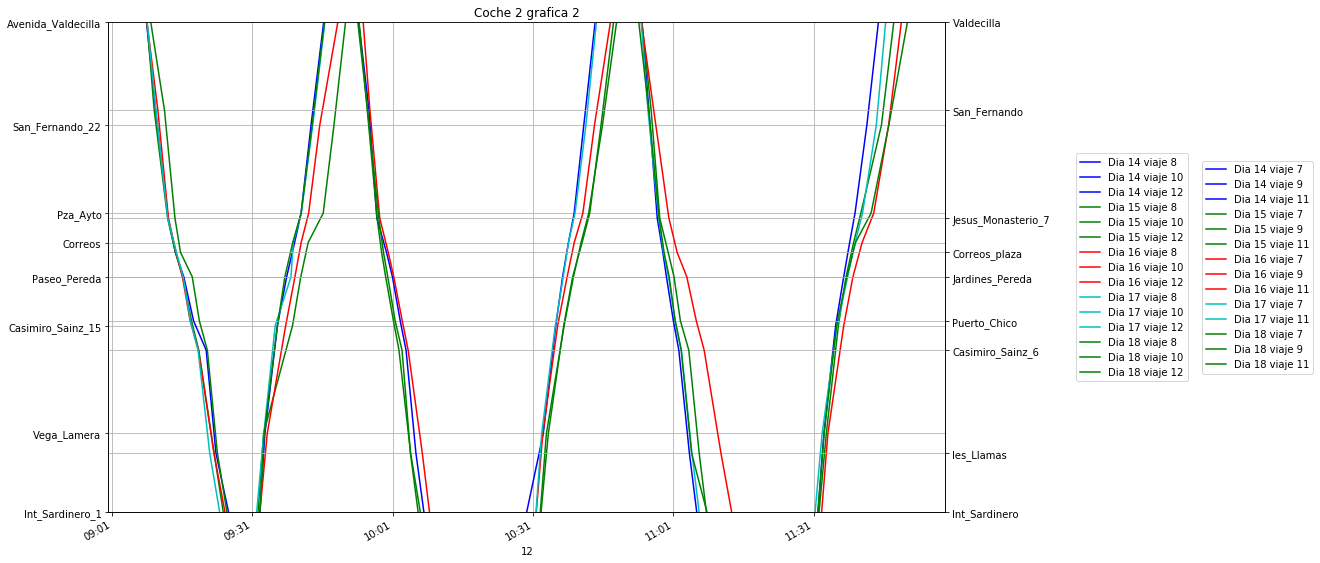 Coche 2 grafica 2
Avenida_Valdecilla
San_Fernando_22
Pza_Ayto
Correos
Paseo_Pereda
Casimiro_Sainz_15
Vega_Lamera
Int_Sardinero_1
Valdecilla
San_Fernando
Jesus_Monasterio_7
Correos_plaza
Jardines_Pereda
Puerto_Chico
Casimiro_Sainz_6
Ies_Llamas
Int_Sardinero
09:01
09:31
10:01
10:31
11:01
11:31
12
Dia 14 viaje 8
Dia 14 viaje 10
Dia 14 viaje 12
Dia 15 viaje 8
Dia 15 viaje 10
Dia 15 viaje 12
Dia 16 viaje 8
Dia 16 viaje 10
Dia 16 viaje 12
Dia 17 viaje 8
Dia 17 viaje 10
Dia 17 viaje 12
Dia 18 viaje 8
Dia 18 viaje 10
Dia 18 viaje 12
Dia 14 viaje 7
Dia 14 viaje 9
Dia 14 viaje 11
Dia 15 viaje 7
Dia 15 viaje 9
Dia 15 viaje 11
Dia 16 viaje 7
Dia 16 viaje 9
Dia 16 viaje 11
Dia 17 viaje 7
Dia 17 viaje 11
Dia 18 viaje 7
Dia 18 viaje 9
Dia 18 viaje 11